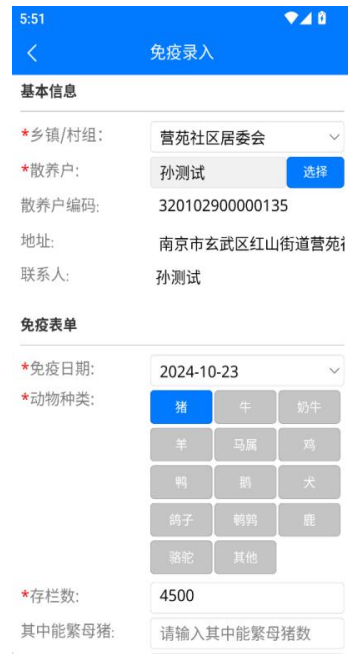 5:51
免疫录入
基本信息
*乡镇/村组:
营苑社区居委会
*散养户:
孙测试
选择
散养户编码:
320102900000135
地址:
南京市玄武区红山街道营苑社
联系人:
孙测试
免疫表单
*免疫日期:
2024-10-23
*动物种类:
猪 牛 奶牛
羊 马属 鸡
鸭 鹅 犬
鸽子 鹌鹑 鹿
骆驼 其他
*存栏数:
4500
其中能繁母猪:
请输入其中能繁母猪数